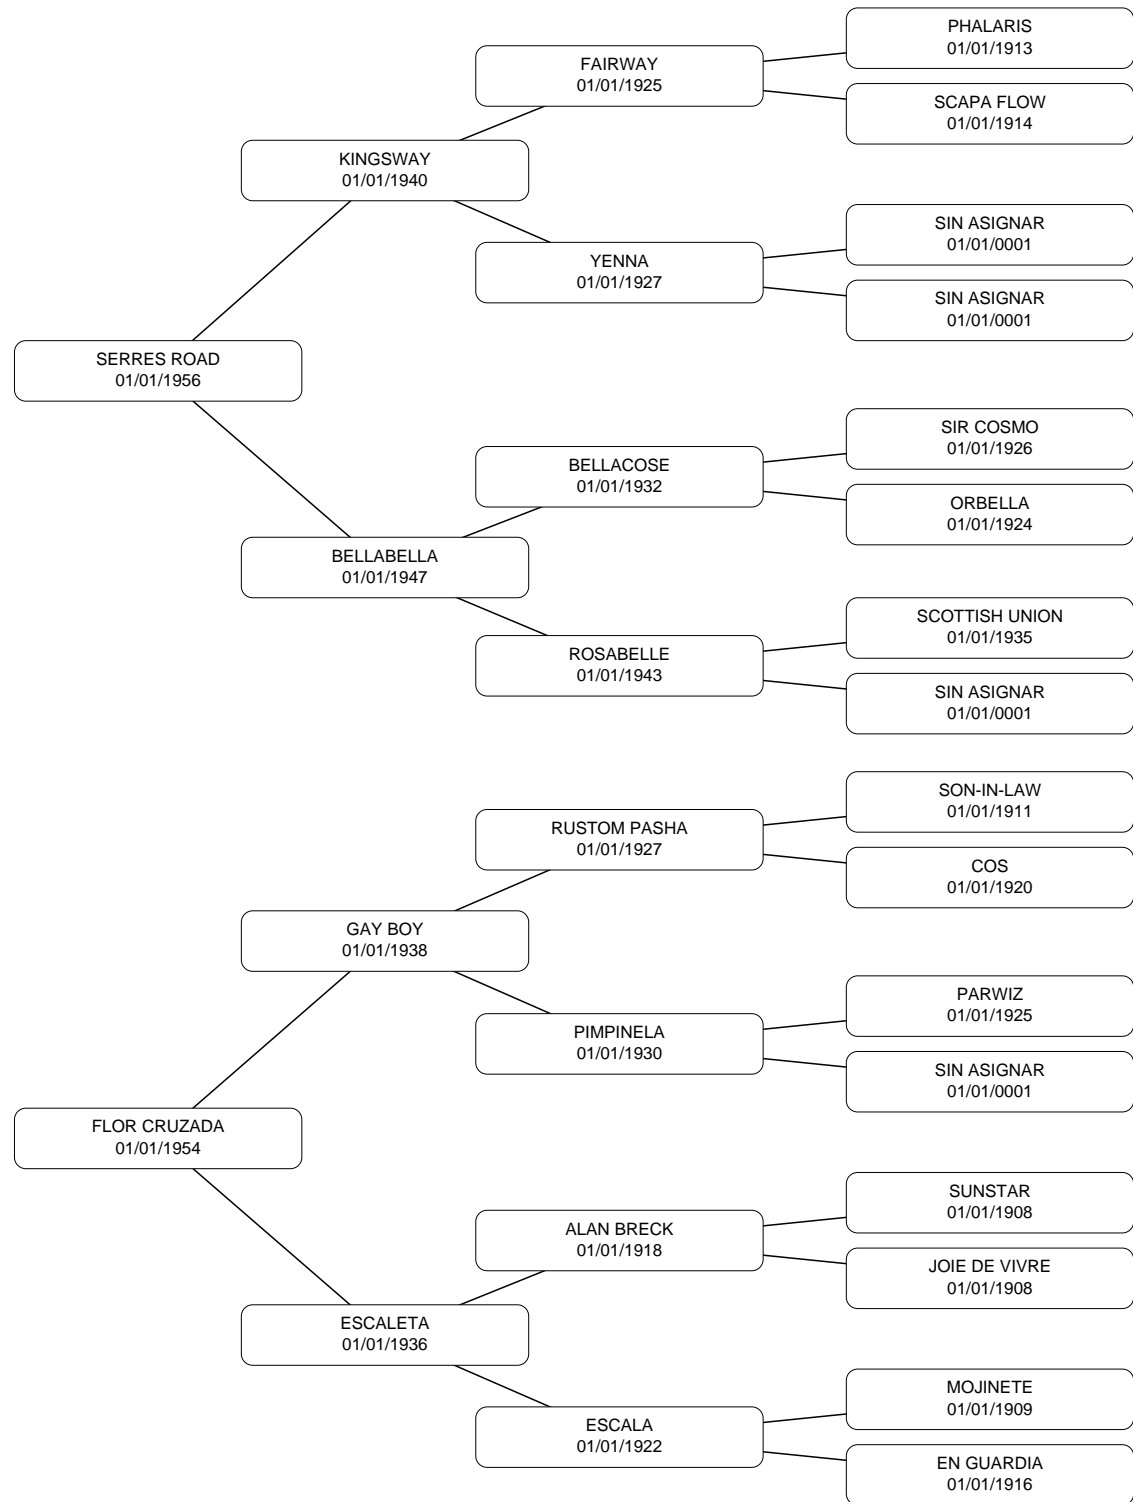 PHALARIS
01/01/1913
FAIRWAY
01/01/1925
SCAPA FLOW
01/01/1914
KINGSWAY
01/01/1940
SIN ASIGNAR
01/01/0001
YENNA
01/01/1927
SIN ASIGNAR
01/01/0001
SERRES ROAD
01/01/1956
SIR COSMO
01/01/1926
BELLACOSE
01/01/1932
ORBELLA
01/01/1924
BELLABELLA
01/01/1947
SCOTTISH UNION
01/01/1935
ROSABELLE
01/01/1943
SIN ASIGNAR
01/01/0001
SON-IN-LAW
01/01/1911
RUSTOM PASHA
01/01/1927
COS
01/01/1920
GAY BOY
01/01/1938
PARWIZ
01/01/1925
PIMPINELA
01/01/1930
SIN ASIGNAR
01/01/0001
FLOR CRUZADA
01/01/1954
SUNSTAR
01/01/1908
ALAN BRECK
01/01/1918
JOIE DE VIVRE
01/01/1908
ESCALETA
01/01/1936
MOJINETE
01/01/1909
ESCALA
01/01/1922
EN GUARDIA
01/01/1916